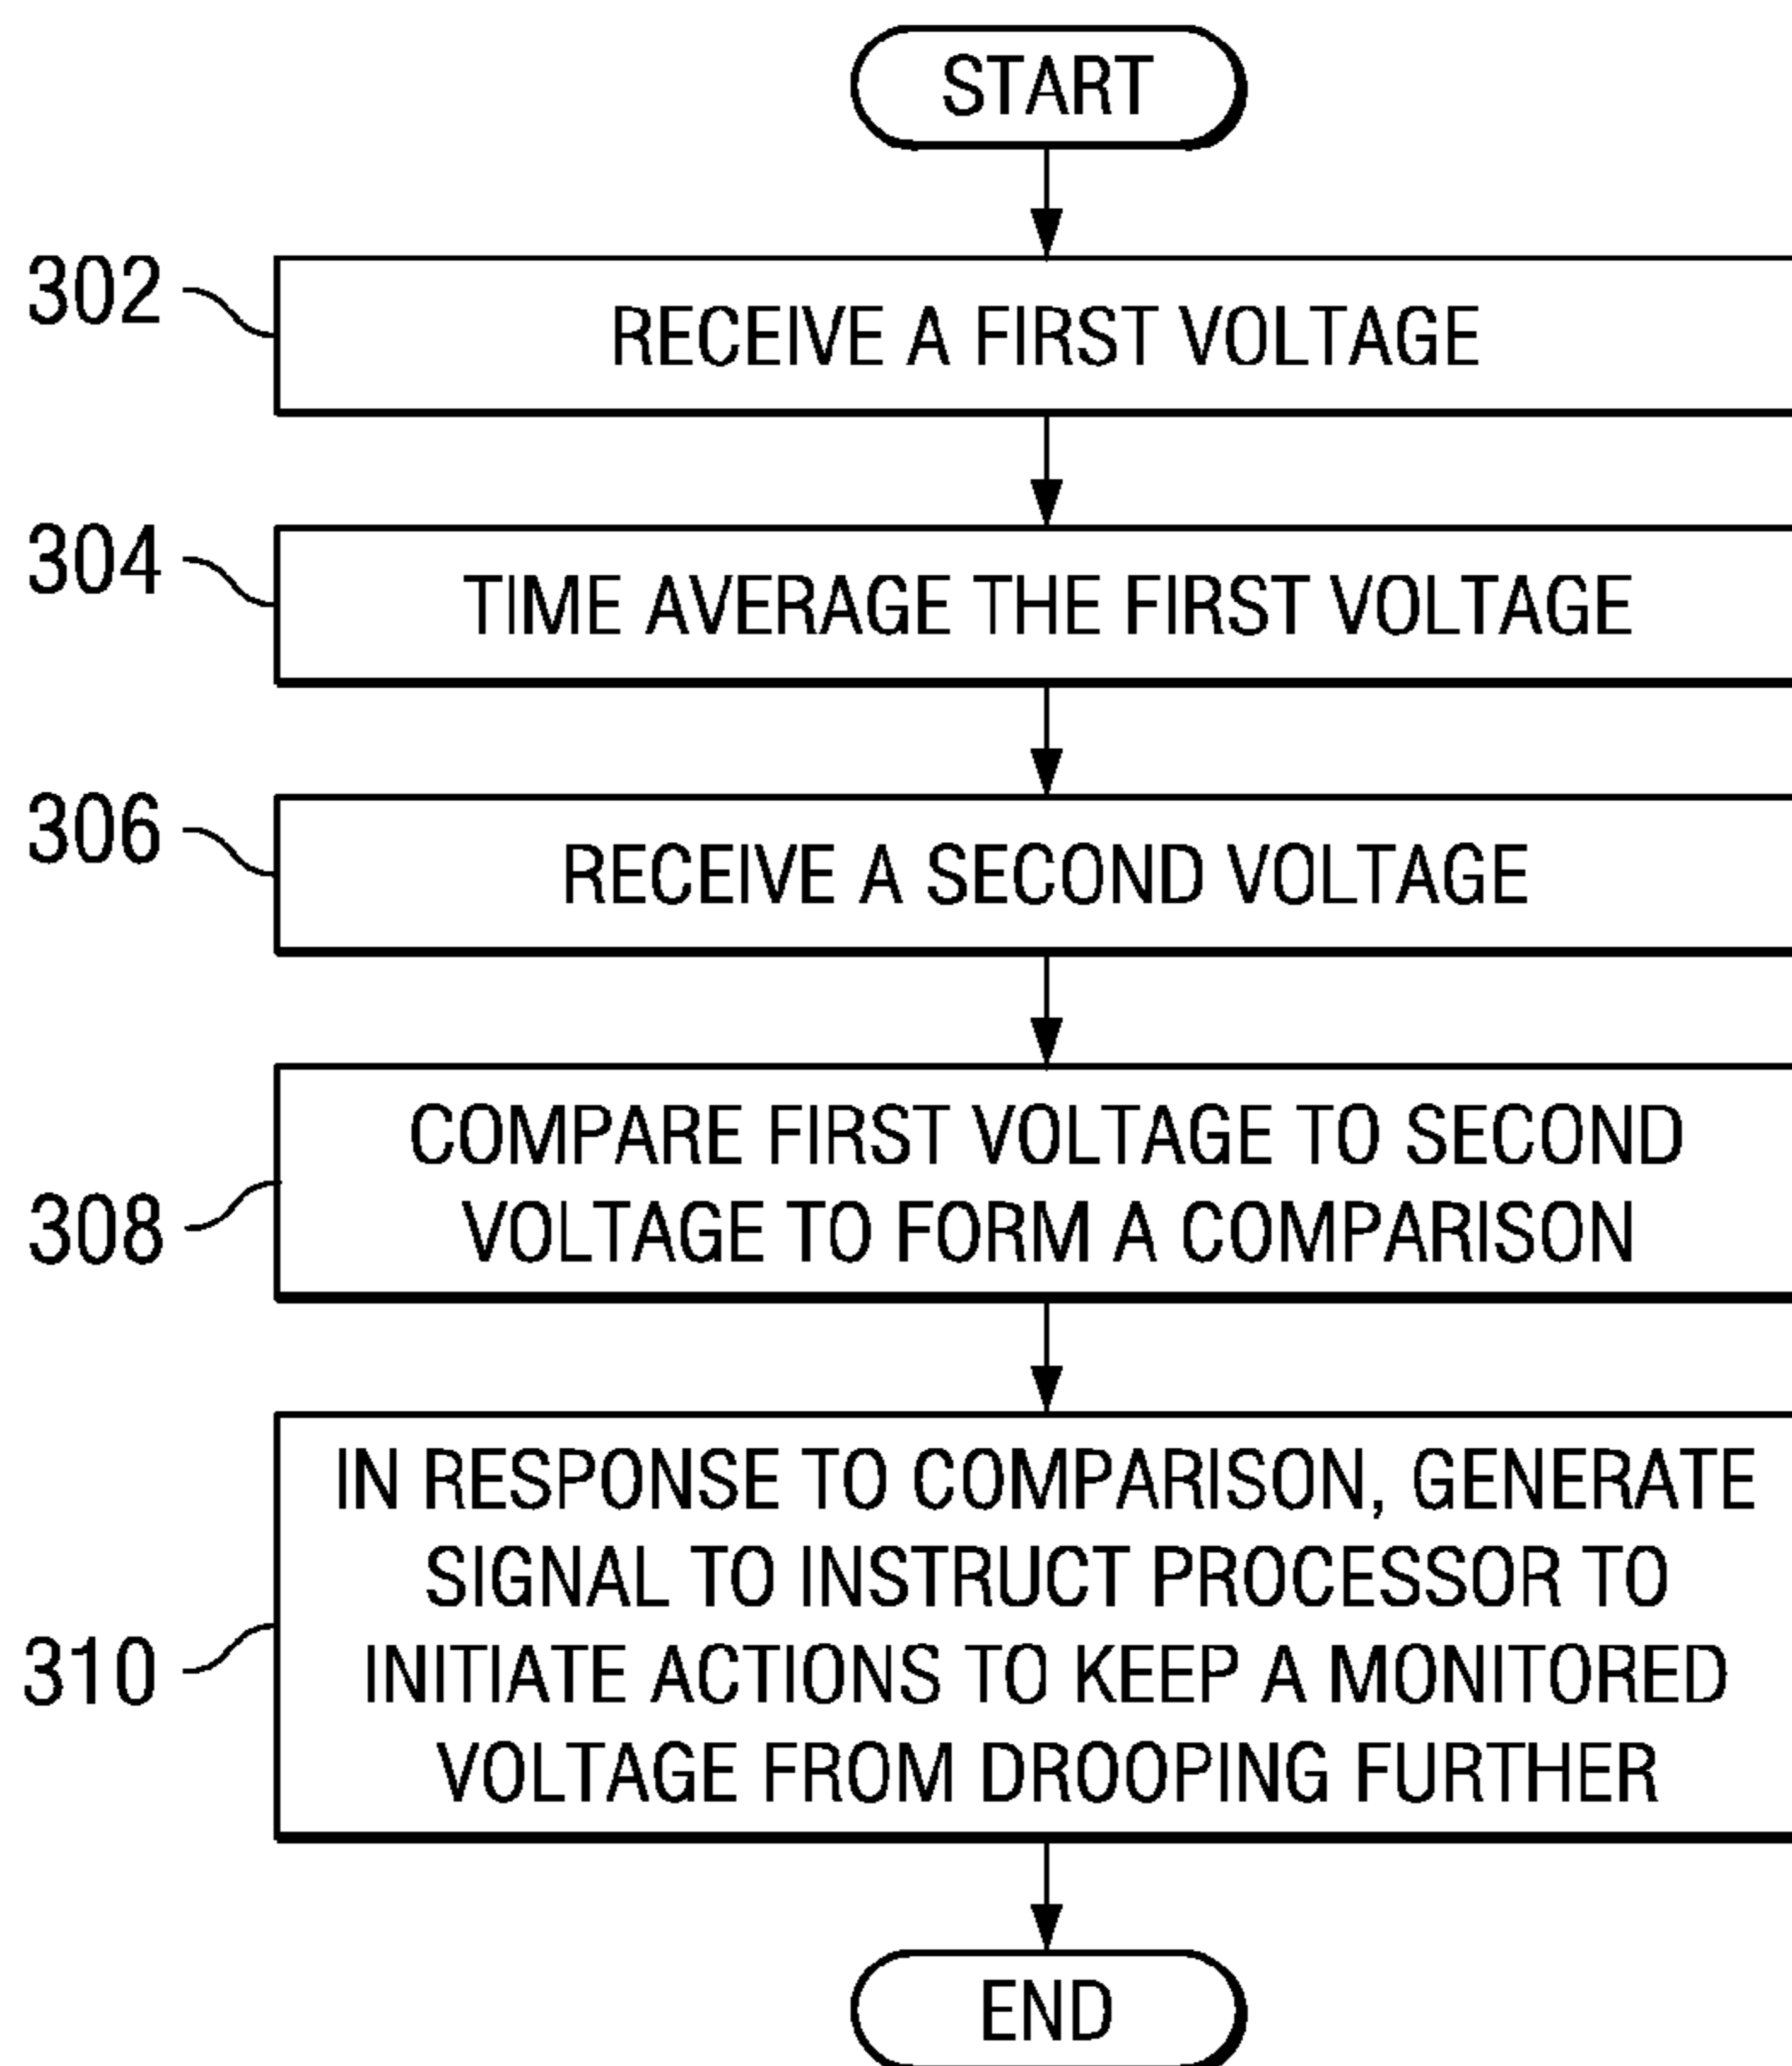 START
302
RECEIVE A FIRST VOLTAGE
304
TIME AVERAGE THE FIRST VOLTAGE
306
RECEIVE A SECOND VOLTAGE
308
COMPARE FIRST VOLTAGE TO SECOND
VOLTAGE TO FORM A COMPARISON
310
IN RESPONSE TO COMPARISON, GENERATE
SIGNAL TO INSTRUCT PROCESSOR TO
INITIATE ACTIONS TO KEEP A MONITORED
VOLTAGE FROM DROOPING FURTHER
END